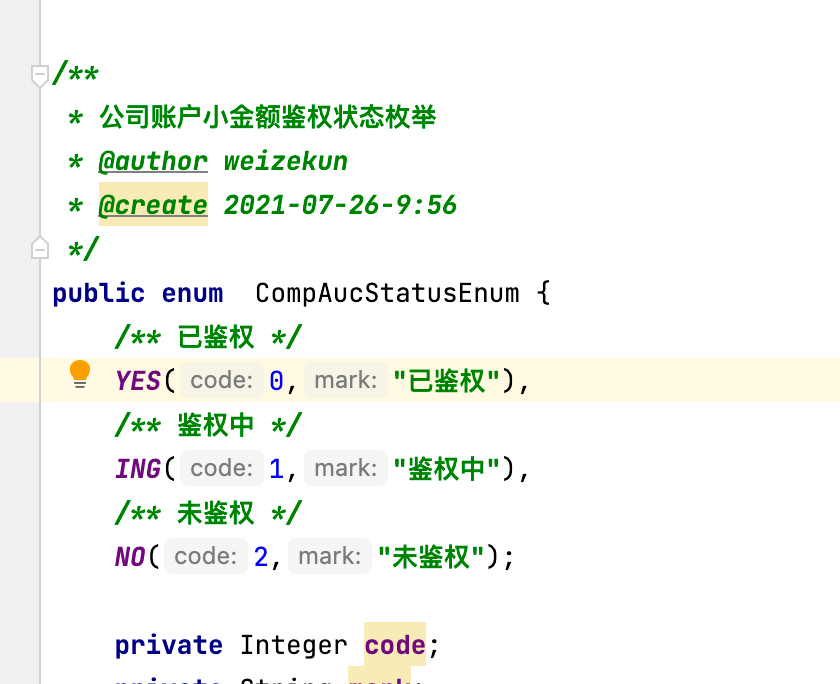 /**
* 公司账户小金额鉴权状态枚举
* @author weizekun
* @create 2021-07-26-9:56
*/
public enum  CompAucStatusEnum {
/** 已鉴权 */
YES( code: 0, mark: "已鉴权"),
/** 鉴权中 */
ING( code: 1, mark: "鉴权中"),
/** 未鉴权 */
NO( code: 2, mark: "未鉴权");
private Integer code;
private String mark;